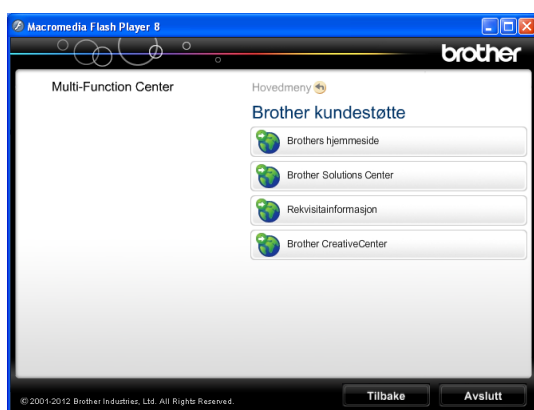 Macromedia Flash Player 8
brother
Multi-Function Center
Hovedmeny
Brother kundestøtte
Brothers hjemmeside
Brother Solutions Center
Rekvisitainformasjon
Brother CreativeCenter
© 2001-2012 Brother Industries, Ltd. All Rights Reserved.
Tilbake
Avslutt